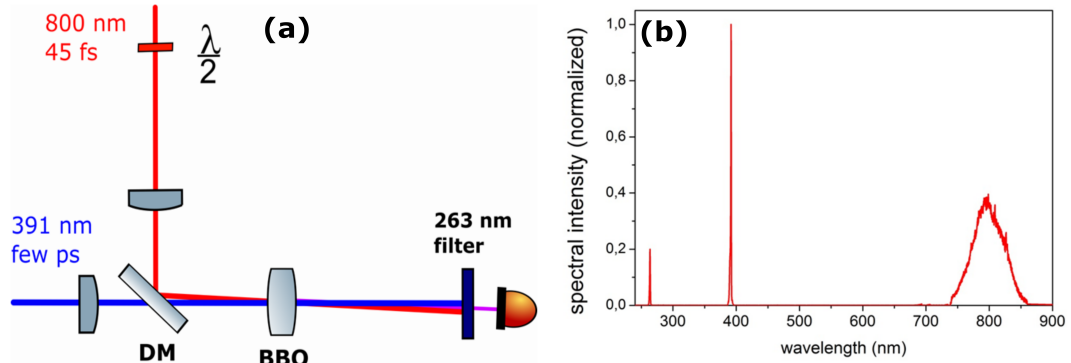 800 nm
45 fs
λ
2
(a)
391 nm
few ps
DM
BBO
263 nm
filter
(b)
spectral intensity (normalized)
1,0
0,8
0,6
0,4
0,2
0,0
300 400 500 600 700 800 900
wavelength (nm)